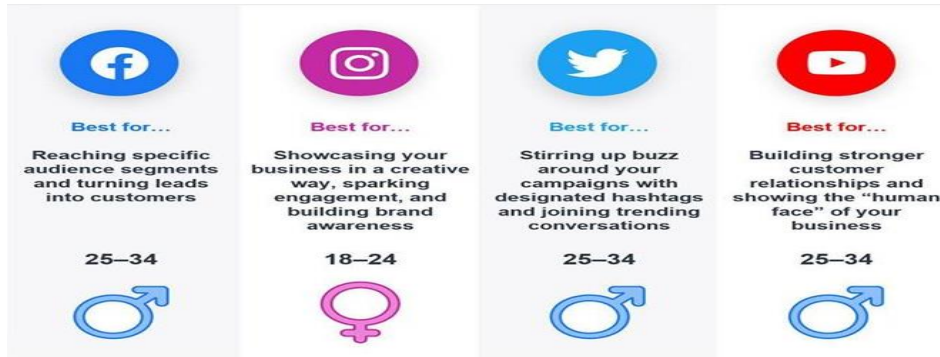 Best for...
Reaching specific
audience segments
and turning leads
into customers
25–34
Best for...
Showcasing your
business in a creative
way, sparking
engagement, and
building brand
awareness
18–24
Best for...
Stirring up buzz
around your
campaigns with
designated hashtags
and joining trending
conversations
25–34
Best for...
Building stronger
customer
relationships and
showing the “human
face” of your
business
25–34